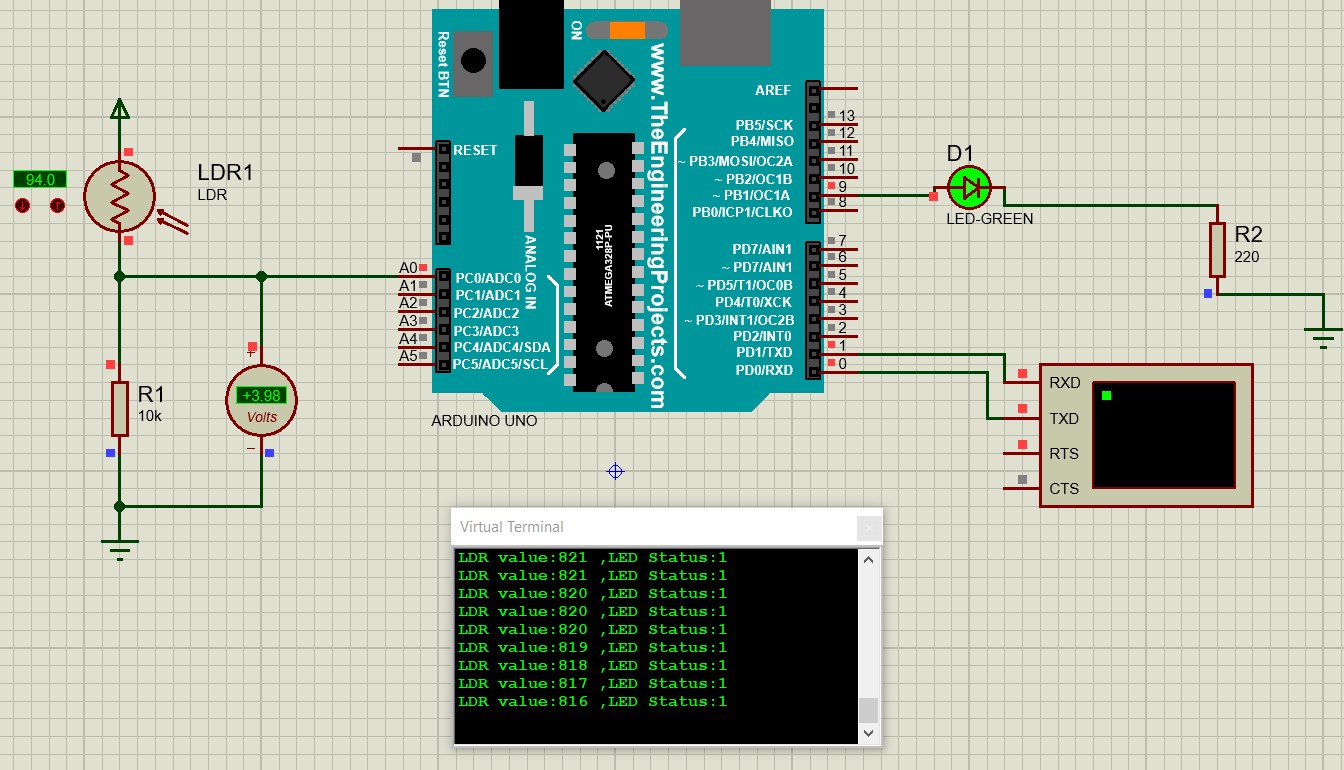 94.0
LDR1
LDR
R1
10k
+3.98
Volts
Reset BTN
ON
www.TheEngineeringProjects.com
ANALOG IN
1121
ATMEGA328P-PU
RESET
A0
A1
A2
A3
A4
A5
PC0/ADC0
PC1/ADC1
PC2/ADC2
PC3/ADC3
PC4/ADC4/SDA
PC5/ADC5/SCL
AREF
PB5/SCK
PB4/MISO
~ PB3/MOSI/OC2A
~ PB2/OC1B
~ PB1/OC1A
PB0/ICP1/CLKO
13
12
11
10
9
8
PD7/AIN1
~ PD7/AIN1
~ PD5/T1/OC0B
PD4/T0/XCK
~ PD3/INT1/OC2B
PD2/INT0
PD1/TXD
PD0/RXD
7
6
5
4
3
2
1
0
ARDUINO UNO
D1
LED-GREEN
R2
220
RXD
TXD
RTS
CTS
Virtual Terminal
LDR value:821 ,LED Status:1
LDR value:821 ,LED Status:1
LDR value:820 ,LED Status:1
LDR value:820 ,LED Status:1
LDR value:820 ,LED Status:1
LDR value:819 ,LED Status:1
LDR value:818 ,LED Status:1
LDR value:817 ,LED Status:1
LDR value:816 ,LED Status:1